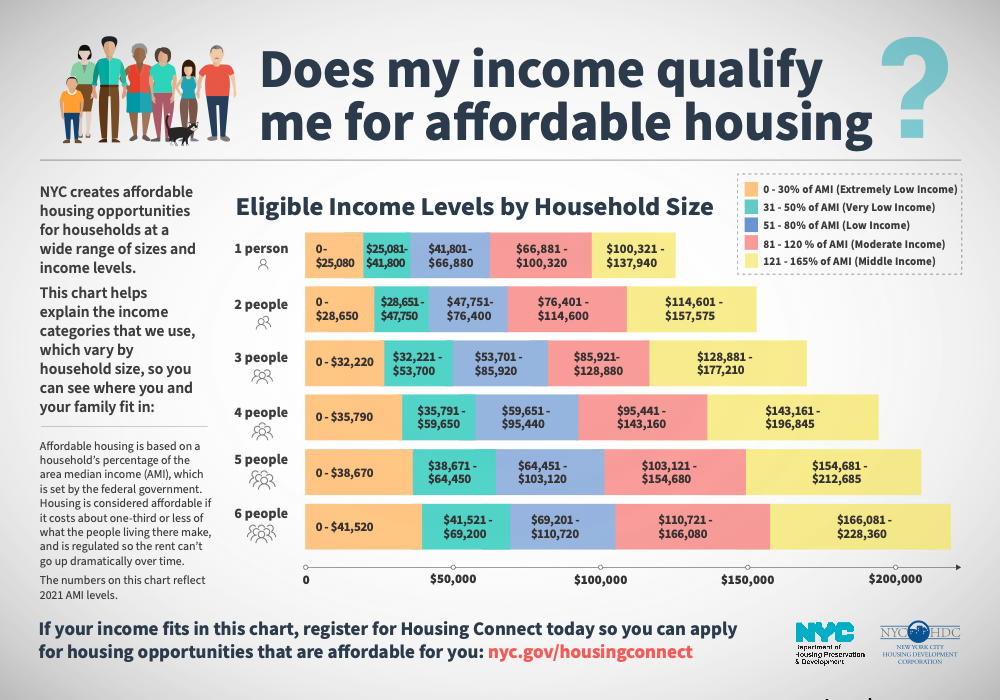 Does my income qualify
me for affordable housing?
NYC creates affordable
housing opportunities
for households at a
wide range of sizes and
income levels.
This chart helps
explain the income
categories that we use,
which vary by
household size, so you
can see where you and
your family fit in:
Affordable housing is based on a
household's percentage of the
area median income (AMI), which
is set by the federal government.
Housing is considered affordable if
it costs about one-third or less of
what the people living there make,
and is regulated so the rent can't
go up dramatically over time.
The numbers on this chart reflect
2021 AMI levels.
Eligible Income Levels by Household Size
0 - 30% of AMI (Extremely Low Income)
31 - 50% of AMI (Very Low Income)
51 - 80% of AMI (Low Income)
81 - 120 % of AMI (Moderate Income)
121 - 165% of AMI (Middle Income)
1 person
0-
$25,080
$25,081-
$41,800
$41,801-
$66,880
$66,881 -
$100,320
$100,321 -
$137,940
2 people
0 -
$28,650
$28,651-
$47,750
$47,751-
$76,400
$76,401 -
$114,600
$114,601 -
$157,575
3 people
0 - $32,220
$32,221 -
$53,700
$53,701 -
$85,920
$85,921-
$128,880
$128,881 -
$177,210
4 people
0 - $35,790
$35,791 -
$59,650
$59,651 -
$95,440
$95,441 -
$143,160
$143,161 -
$196,845
5 people
0 - $38,670
$38,671 -
$64,450
$64,451 -
$103,120
$103,121 -
$154,680
$154,681 -
$212,685
6 people
0 - $41,520
$41,521 -
$69,200
$69,201 -
$110,720
$110,721 -
$166,080
$166,081 -
$228,360
0 $50,000 $100,000 $150,000 $200,000
If your income fits in this chart, register for Housing Connect today so you can apply
for housing opportunities that are affordable for you: nyc.gov/housingconnect
NYC
Department of
Housing Preservation
& Development
NYC HDC
NEW YORK CITY
HOUSING DEVELOPMENT
CORPORATION